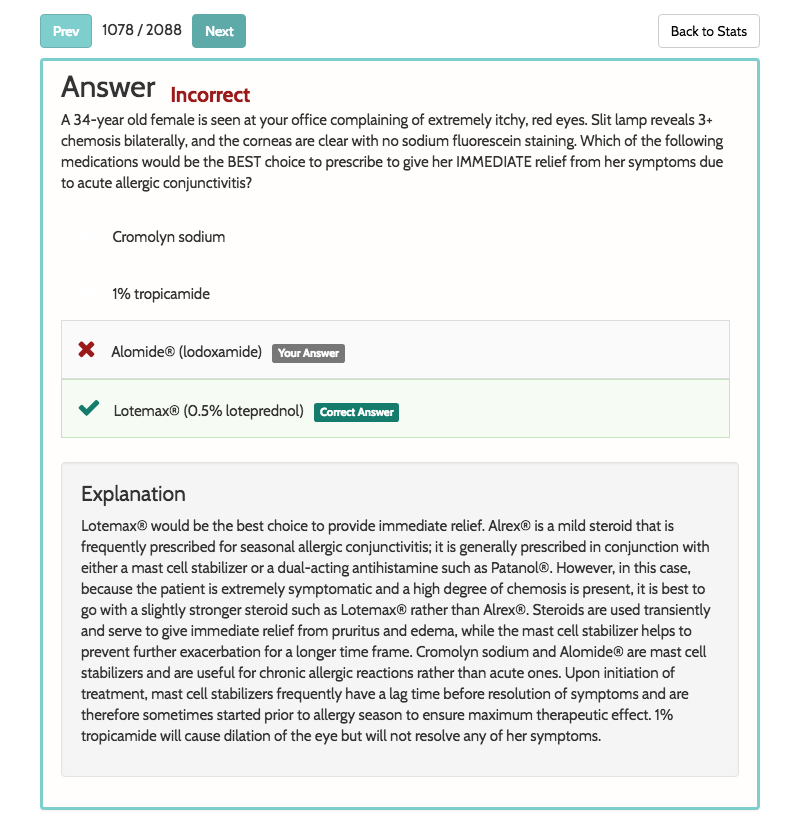 Prev 1078 / 2088 Next Back to Stats
Answer Incorrect
A 34-year old female is seen at your office complaining of extremely itchy, red eyes. Slit lamp reveals 3+
chemosis bilaterally, and the corneas are clear with no sodium fluorescein staining. Which of the following
medications would be the BEST choice to prescribe to give her IMMEDIATE relief from her symptoms due
to acute allergic conjunctivitis?
Cromolyn sodium
1% tropicamide
Alomide® (lodoxamide) Your Answer
Lotemax® (0.5% loteprednol) Correct Answer
Explanation
Lotemax® would be the best choice to provide immediate relief. Alrex® is a mild steroid that is
frequently prescribed for seasonal allergic conjunctivitis; it is generally prescribed in conjunction with
either a mast cell stabilizer or a dual-acting antihistamine such as Patanol®. However, in this case,
because the patient is extremely symptomatic and a high degree of chemosis is present, it is best to
go with a slightly stronger steroid such as Lotemax® rather than Alrex®. Steroids are used transiently
and serve to give immediate relief from pruritus and edema, while the mast cell stabilizer helps to
prevent further exacerbation for a longer time frame. Cromolyn sodium and Alomide® are mast cell
stabilizers and are useful for chronic allergic reactions rather than acute ones. Upon initiation of
treatment, mast cell stabilizers frequently have a lag time before resolution of symptoms and are
therefore sometimes started prior to allergy season to ensure maximum therapeutic effect. 1%
tropicamide will cause dilation of the eye but will not resolve any of her symptoms.